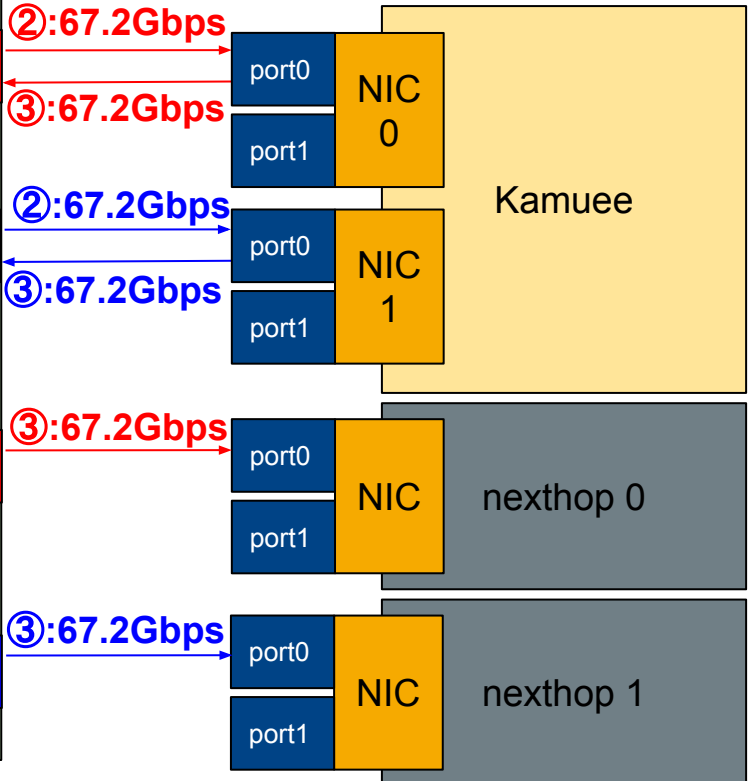 ②:67.2Gbps
③:67.2Gbps
port0
port1
NIC
0
②:67.2Gbps
③:67.2Gbps
port0
port1
NIC
1
Kamuee
③:67.2Gbps
port0
port1
NIC
nexthop 0
③:67.2Gbps
port0
port1
NIC
nexthop 1